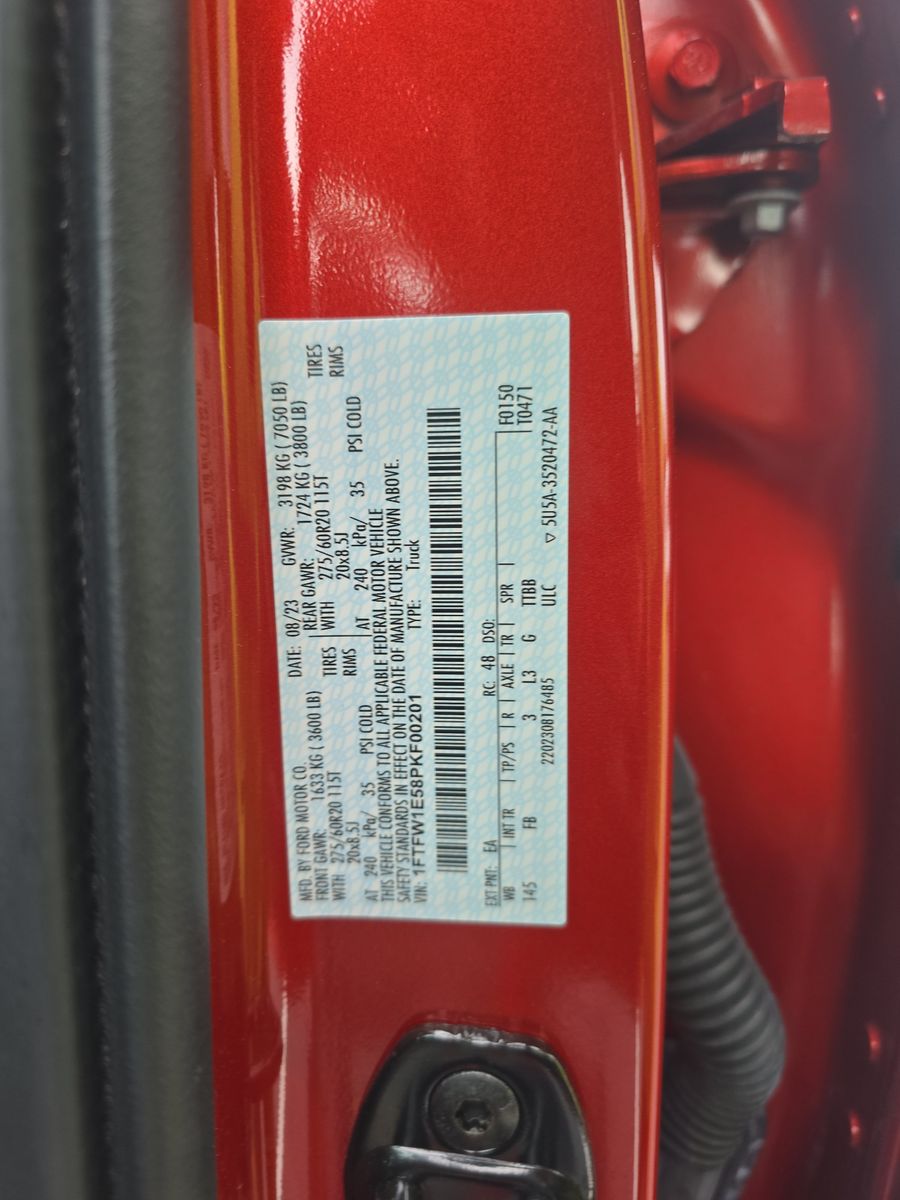 MFD. BY FORD MOTOR CO. DATE: 08/23 GVWR: 3198 KG ( 7050 LB)
FRONT GAWR: 1633 KG ( 3600 LB) REAR GAWR: 1724 KG ( 3800 LB)
WITH 275/60R20 115T TIRES WITH 275/60R20 115T TIRES
20x8.5J RIMS 20x8.5J RIMS
AT 240 kPa/ 35 PSI COLD AT 240 kPa/ 35 PSI COLD
THIS VEHICLE CONFORMS TO ALL APPLICABLE FEDERAL MOTOR VEHICLE
SAFETY STANDARDS IN EFFECT ON THE DATE OF MANUFACTURE SHOWN ABOVE.
VIN: 1FTFW1E58PKF00201 TYPE: Truck
EXT PNT: EA RC: 48 DSO: F0150
WB INT TR TP/PS R AXLE TR SPR T0471
145 FB 3 L3 G TTBB
2202308176485 ULC ▽ 5U5A-3520472-AA